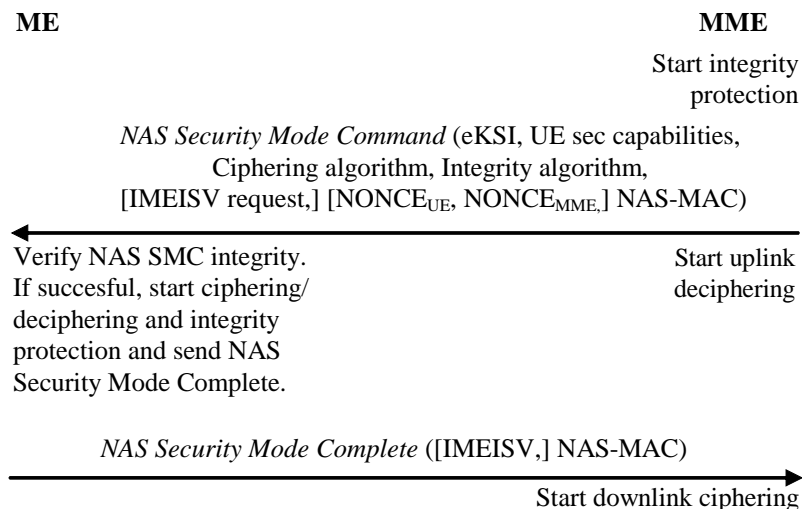 ME
MME
Start integrity
protection
NAS Security Mode Command (eKSI, UE sec capabilities,
Ciphering algorithm, Integrity algorithm,
[IMEISV request,] [NONCEUE, NONCEMME,] NAS-MAC)
Verify NAS SMC integrity.
If succesful, start ciphering/
deciphering and integrity
protection and send NAS
Security Mode Complete.
Start uplink
deciphering
NAS Security Mode Complete ([IMEISV,] NAS-MAC)
Start downlink ciphering